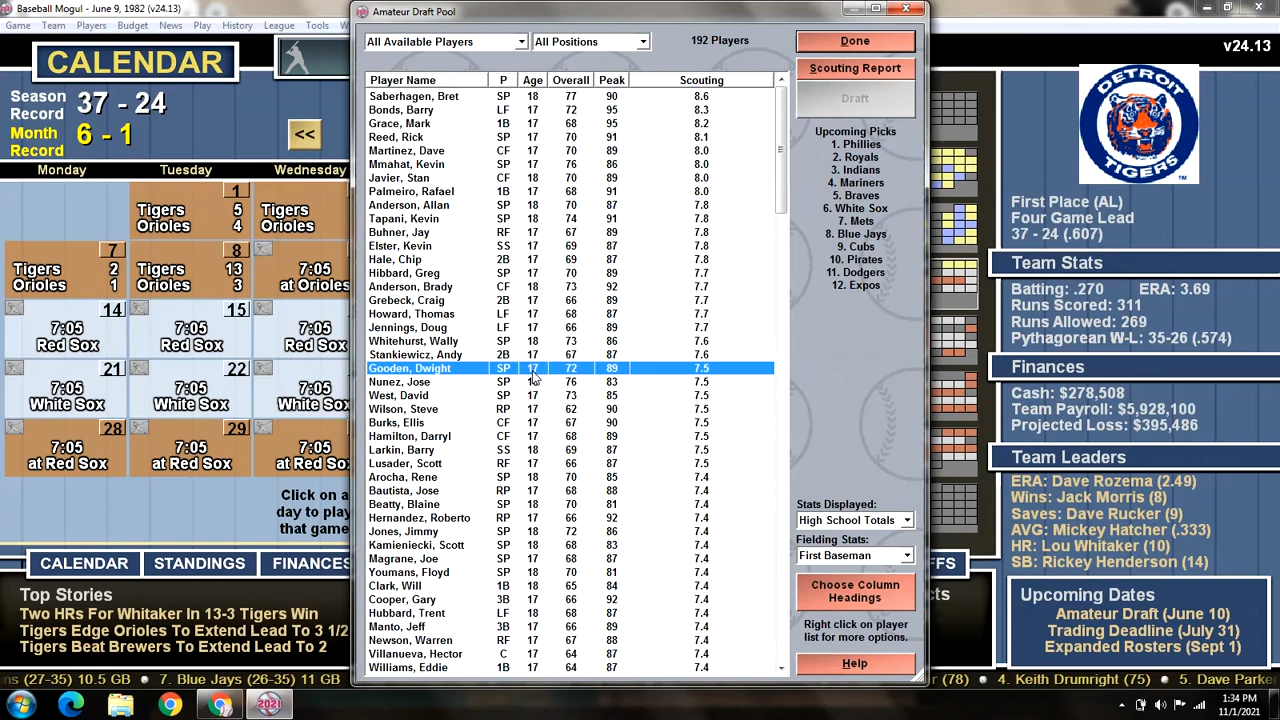 Baseball Mogul - June 9, 1982 (v24.13)
Game Team Players Budget News Play History League Tools
CALENDAR
Season
Record
37 - 24
Month
Record
6 - 1
<<
Monday Tuesday Wednesday
1
Tigers 5
Orioles 4
Tigers
Orioles
7
Tigers 2
Orioles 1
8
Tigers 13
Orioles 3
7:05
at Orioles
14
7:05
Red Sox
15
7:05
Red Sox
7:05
Red Sox
21
7:05
White Sox
22
7:05
White Sox
7:05
White Sox
28
7:05
at Red Sox
29
7:05
at Red Sox
Click on a
day to play
that game
CALENDAR STANDINGS FINANCES
Top Stories
Two HRs For Whitaker In 13-3 Tigers Win
Tigers Edge Orioles To Extend Lead To 3 1/2
Tigers Beat Brewers To Extend Lead To 2
Amateur Draft Pool
All Available Players All Positions 192 Players
Player Name P Age Overall Peak Scouting
Saberhagen, Bret SP 18 77 90 8.6
Bonds, Barry LF 17 72 95 8.3
Grace, Mark 1B 17 68 95 8.2
Reed, Rick SP 17 70 91 8.1
Martinez, Dave CF 17 70 89 8.0
Mmahat, Kevin SP 17 76 86 8.0
Javier, Stan CF 18 70 89 8.0
Palmeiro, Rafael 1B 17 68 91 8.0
Anderson, Allan SP 18 70 87 7.8
Tapani, Kevin SP 18 74 91 7.8
Buhner, Jay RF 17 67 89 7.8
Elster, Kevin SS 17 69 87 7.8
Hale, Chip 2B 17 69 87 7.8
Hibbard, Greg SP 17 70 89 7.7
Anderson, Brady CF 18 73 92 7.7
Grebeck, Craig 2B 17 66 89 7.7
Howard, Thomas LF 17 68 87 7.7
Jennings, Doug LF 17 66 89 7.7
Whitehurst, Wally SP 18 73 86 7.6
Stankiewicz, Andy 2B 17 67 87 7.6
Gooden, Dwight SP 17 72 89 7.5
Nunez, Jose SP 76 83 7.5
West, David SP 17 73 85 7.5
Wilson, Steve RP 17 62 90 7.5
Burks, Ellis CF 17 67 90 7.5
Hamilton, Darryl CF 17 68 89 7.5
Larkin, Barry SS 18 69 87 7.5
Lusader, Scott RF 17 66 87 7.5
Arocha, Rene SP 18 70 85 7.4
Bautista, Jose RP 17 68 88 7.4
Beatty, Blaine SP 18 70 81 7.4
Hernandez, Roberto RP 17 66 92 7.4
Jones, Jimmy SP 18 72 86 7.4
Kamieniecki, Scott SP 18 68 83 7.4
Magrane, Joe SP 17 68 87 7.4
Youmans, Floyd SP 18 70 81 7.4
Clark, Will 1B 18 65 84 7.4
Cooper, Gary 3B 17 66 92 7.4
Hubbard, Trent LF 18 68 87 7.4
Manto, Jeff 3B 17 66 89 7.4
Newson, Warren RF 17 67 88 7.4
Villanueva, Hector C 17 64 87 7.4
Williams, Eddie 1B 17 64 87 7.4
Done
Scouting Report
Draft
Upcoming Picks
1. Phillies
2. Royals
3. Indians
4. Mariners
5. Braves
6. White Sox
7. Mets
8. Blue Jays
9. Cubs
10. Pirates
11. Dodgers
12. Expos
Stats Displayed:
High School Totals
Fielding Stats:
First Baseman
Choose Column
Headings
Right click on player
list for more options.
Help
v24.13
DETROIT
TIGERS
First Place (AL)
Four Game Lead
37 - 24 (.607)
Team Stats
Batting: .270 ERA: 3.69
Runs Scored: 311
Runs Allowed: 269
Pythagorean W-L: 35-26 (.574)
Finances
Cash: $278,508
Team Payroll: $5,928,100
Projected Loss: $395,486
Team Leaders
ERA: Dave Rozema (2.49)
Wins: Jack Morris (8)
Saves: Dave Rucker (9)
AVG: Mickey Hatcher (.333)
HR: Lou Whitaker (10)
SB: Rickey Henderson (14)
Upcoming Dates
Amateur Draft (June 10)
Trading Deadline (July 31)
Expanded Rosters (Sept 1)
(27-35) 10.5 GB • 7. Blue Jays (26-35) 11 GB
(78) • 4. Keith Drumright (75) • 5. Dave Parker
2021
1:34 PM
11/1/2021